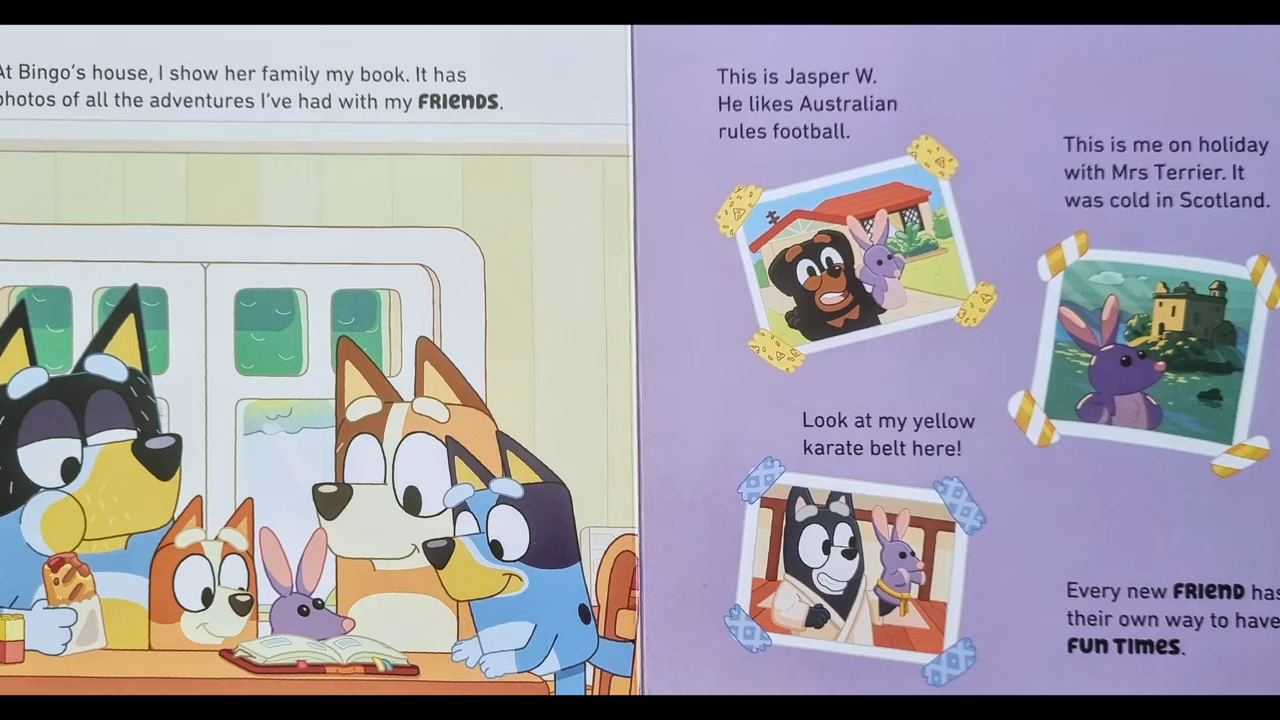 At Bingo's house, I show her family my book. It has
photos of all the adventures I've had with my FRIENDS.
This is Jasper W.
He likes Australian
rules football.
This is me on holiday
with Mrs Terrier. It
was cold in Scotland.
Look at my yellow
karate belt here!
Every new FRIEND has
their own way to have
FUN TIMES.